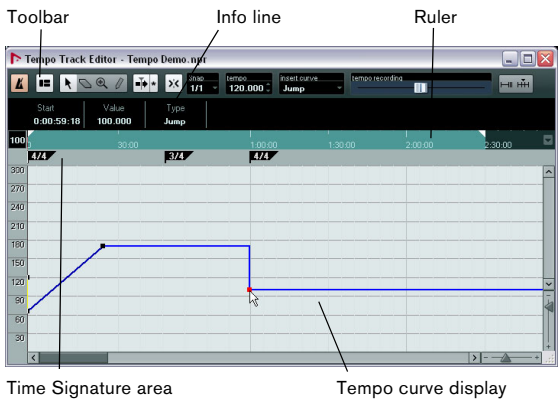 Toolbar
Info line
Ruler
Tempo Track Editor - Tempo Demo.npr
snap
1/1
tempo
120.000
insert curve
Jump
tempo recording
Start
0:00:59:18
Value
100.000
Type
Jump
100
30:00
1:00:00
1:30:00
2:00:00
2:30:00
4/4
3/4
4/4
300
270
240
210
180
150
120
90
60
30
Time Signature area
Tempo curve display